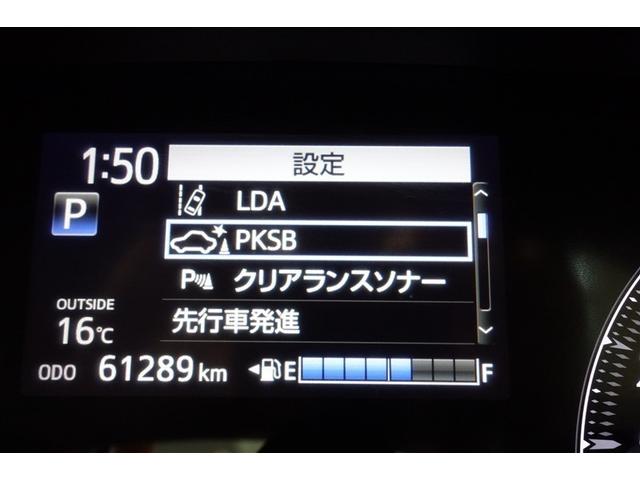 1:50
設定
LDA
P
PKSB
P クリアランスソナー
OUTSIDE
16℃
先行車発進
ODO 61289 km
E F